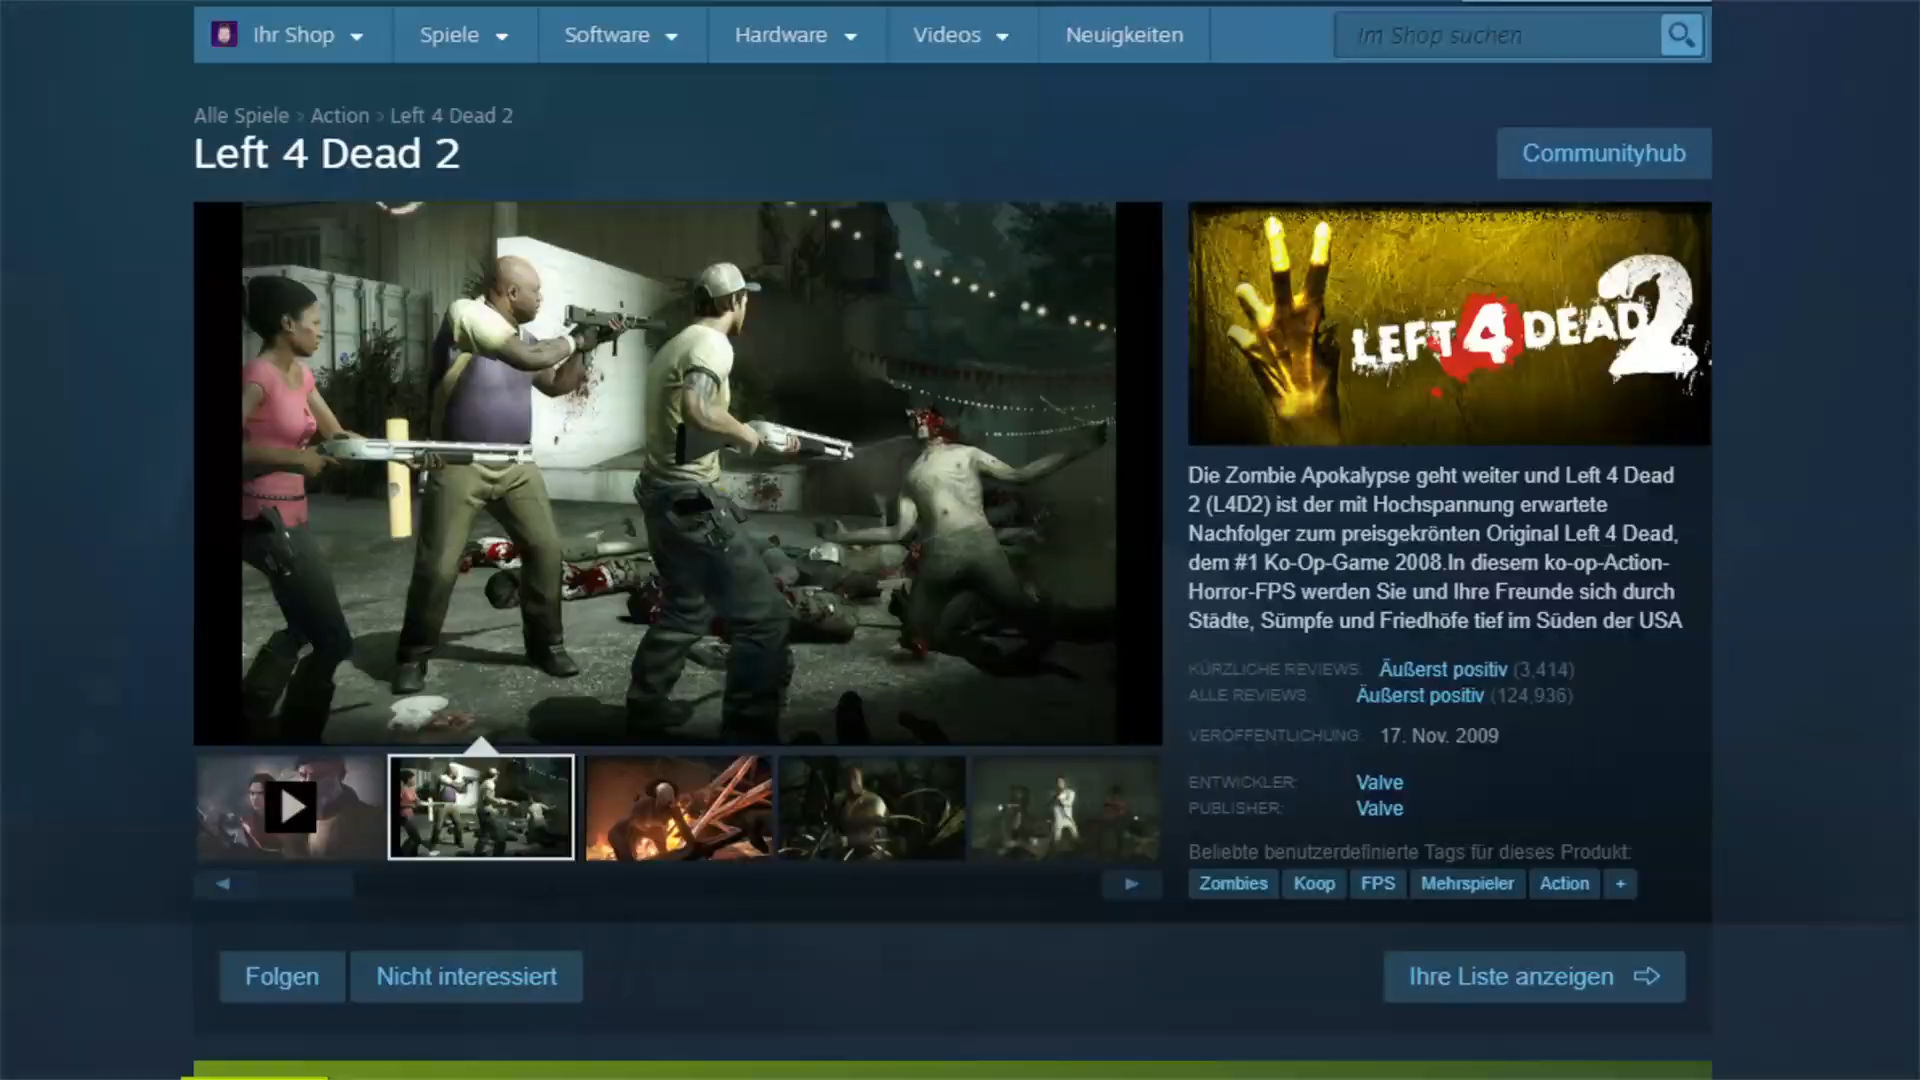 Ihr Shop
Spiele
Software
Hardware
Videos
Neuigkeiten
Im Shop suchen
Alle Spiele > Action > Left 4 Dead 2
Left 4 Dead 2
Communityhub
LEFT 4 DEAD 2
Die Zombie Apokalypse geht weiter und Left 4 Dead
2 (L4D2) ist der mit Hochspannung erwartete
Nachfolger zum preisgekrönten Original Left 4 Dead,
dem #1 Ko-Op-Game 2008.In diesem ko-op-Action-
Horror-FPS werden Sie und Ihre Freunde sich durch
Städte, Sümpfe und Friedhöfe tief im Süden der USA
KÜRZLICHE REVIEWS: Äußerst positiv (3,414)
ALLE REVIEWS: Äußerst positiv (124,936)
VERÖFFENTLICHUNG: 17. Nov. 2009
ENTWICKLER: Valve
PUBLISHER: Valve
Beliebte benutzerdefinierte Tags für dieses Produkt:
Zombies
Koop
FPS
Mehrspieler
Action
+
Folgen
Nicht interessiert
Ihre Liste anzeigen